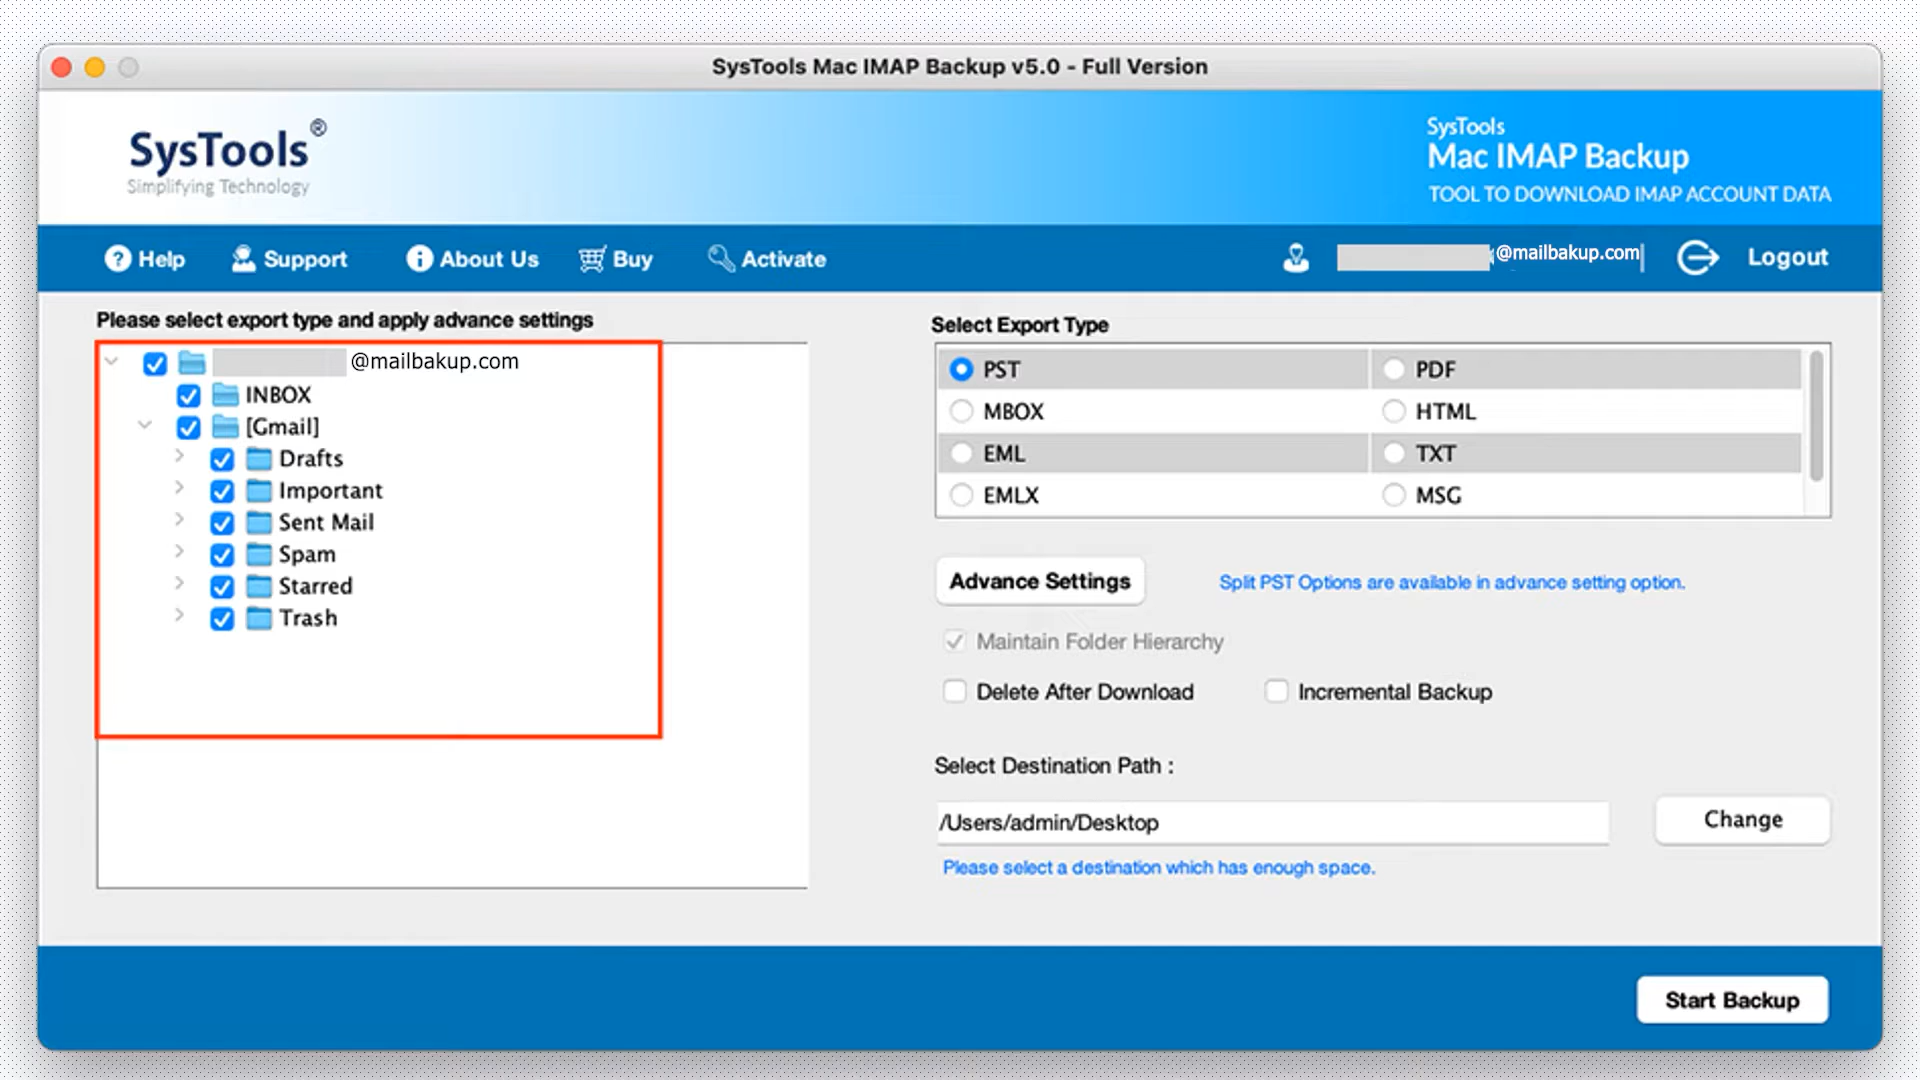 SysTools Mac IMAP Backup v5.0 - Full Version
SysTools®
Simplifying Technology
SysTools
Mac IMAP Backup
TOOL TO DOWNLOAD IMAP ACCOUNT DATA
Help Support About Us Buy Activate @mailbakup.com Logout
Please select export type and apply advance settings
@mailbakup.com
INBOX
[Gmail]
Drafts
Important
Sent Mail
Spam
Starred
Trash
Select Export Type
PST PDF
MBOX HTML
EML TXT
EMLX MSG
Advance Settings Split PST Options are available in advance setting option.
Maintain Folder Hierarchy
Delete After Download Incremental Backup
Select Destination Path :
/Users/admin/Desktop Change
Please select a destination which has enough space.
Start Backup